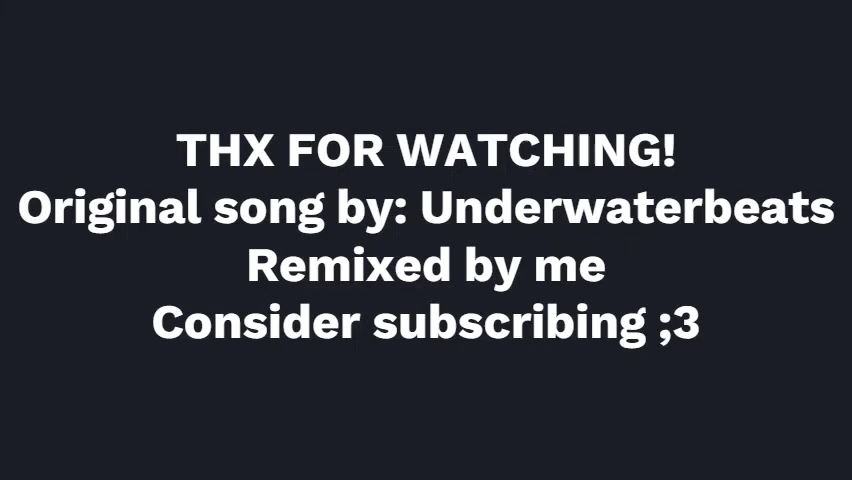 THX FOR WATCHING!
Original song by: Underwaterbeats
Remixed by me
Consider subscribing ;3